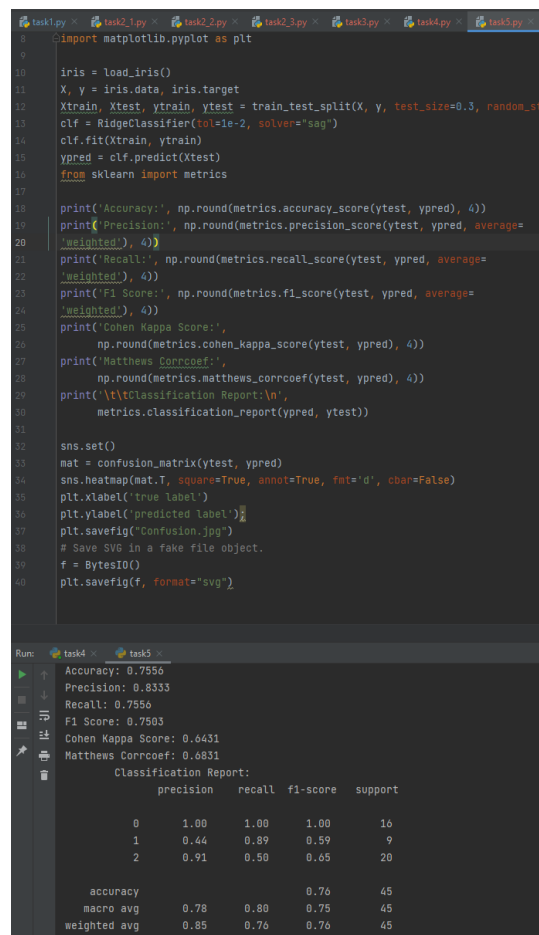 task1.py × task2_1.py × task2_2.py × task2_3.py × task3.py × task4.py × task5.py ×
8 import matplotlib.pyplot as plt
9
10 iris = load_iris()
11 X, y = iris.data, iris.target
12 Xtrain, Xtest, ytrain, ytest = train_test_split(X, y, test_size=0.3, random_st
13 clf = RidgeClassifier(tol=1e-2, solver="sag")
14 clf.fit(Xtrain, ytrain)
15 ypred = clf.predict(Xtest)
16 from sklearn import metrics
17
18 print('Accuracy:', np.round(metrics.accuracy_score(ytest, ypred), 4))
19 print('Precision:', np.round(metrics.precision_score(ytest, ypred, average=
20 'weighted'), 4))
21 print('Recall:', np.round(metrics.recall_score(ytest, ypred, average=
22 'weighted'), 4))
23 print('F1 Score:', np.round(metrics.f1_score(ytest, ypred, average=
24 'weighted'), 4))
25 print('Cohen Kappa Score:',
26 np.round(metrics.cohen_kappa_score(ytest, ypred), 4))
27 print('Matthews Corrcoef:',
28 np.round(metrics.matthews_corrcoef(ytest, ypred), 4))
29 print('\t\tClassification Report:\n',
30 metrics.classification_report(ypred, ytest))
31
32 sns.set()
33 mat = confusion_matrix(ytest, ypred)
34 sns.heatmap(mat.T, square=True, annot=True, fmt='d', cbar=False)
35 plt.xlabel('true label')
36 plt.ylabel('predicted label');
37 plt.savefig("Confusion.jpg")
38 # Save SVG in a fake file object.
39 f = BytesIO()
40 plt.savefig(f, format="svg")
Run: task4 × task5 ×
Accuracy: 0.7556
Precision: 0.8333
Recall: 0.7556
F1 Score: 0.7503
Cohen Kappa Score: 0.6431
Matthews Corrcoef: 0.6831
Classification Report:
precision recall f1-score support
0 1.00 1.00 1.00 16
1 0.44 0.89 0.59 9
2 0.91 0.50 0.65 20
accuracy 0.76 45
macro avg 0.78 0.80 0.75 45
weighted avg 0.85 0.76 0.76 45